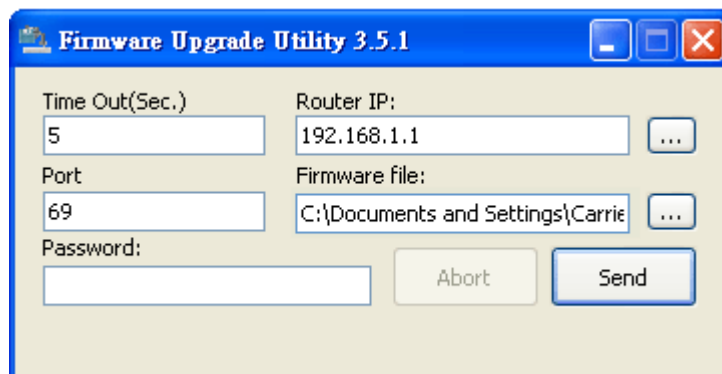 Firmware Upgrade Utility 3.5.1
Time Out(Sec.) Router IP:
5 192.168.1.1 ...
Port Firmware file:
69 C:\Documents and Settings\Carrie ...
Password:
Abort Send